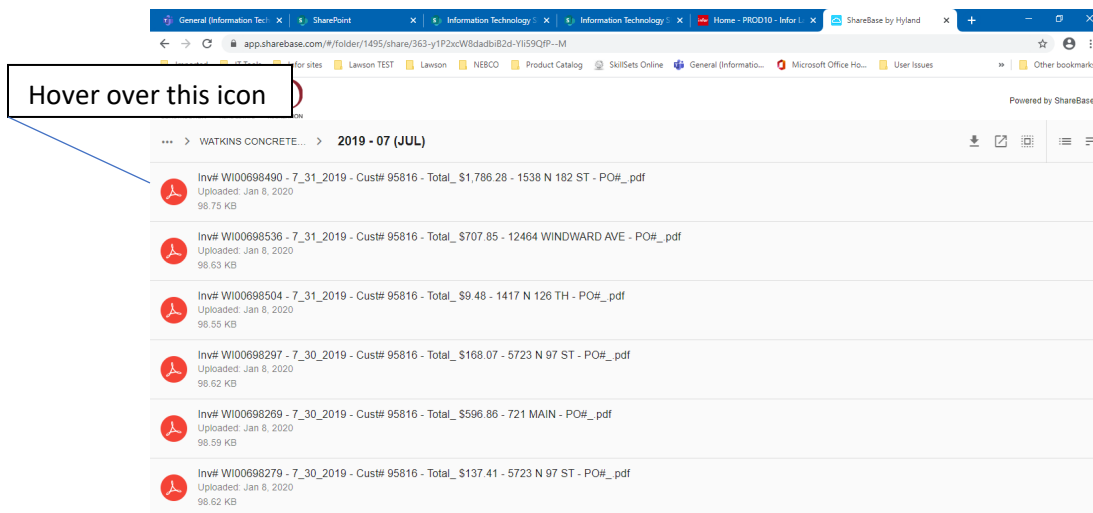 General (Information Tech
SharePoint
Information Technology S
Information Technology S
Home - PROD10 - Infor L
ShareBase by Hyland
app.sharebase.com/#/folder/1495/share/363-y1P2xcW8dadbiB2d-Yli59QfP--M
Imported IT Tools Infor sites Lawson TEST Lawson NEBCO Product Catalog SkillSets Online General (Informatio... Microsoft Office Ho... User Issues » Other bookmarks
Hover over this icon
Powered by ShareBase
••• > WATKINS CONCRETE... > 2019 - 07 (JUL)
Inv# WI00698490 - 7_31_2019 - Cust# 95816 - Total_ $1,786.28 - 1538 N 182 ST - PO#_.pdf
Uploaded: Jan 8, 2020
98.75 KB
Inv# WI00698536 - 7_31_2019 - Cust# 95816 - Total_ $707.85 - 12464 WINDWARD AVE - PO#_.pdf
Uploaded: Jan 8, 2020
98.63 KB
Inv# WI00698504 - 7_31_2019 - Cust# 95816 - Total_ $9.48 - 1417 N 126 TH - PO#_.pdf
Uploaded: Jan 8, 2020
98.55 KB
Inv# WI00698297 - 7_30_2019 - Cust# 95816 - Total_ $168.07 - 5723 N 97 ST - PO#_.pdf
Uploaded: Jan 8, 2020
98.62 KB
Inv# WI00698269 - 7_30_2019 - Cust# 95816 - Total_ $596.86 - 721 MAIN - PO#_.pdf
Uploaded: Jan 8, 2020
98.59 KB
Inv# WI00698279 - 7_30_2019 - Cust# 95816 - Total_ $137.41 - 5723 N 97 ST - PO#_.pdf
Uploaded: Jan 8, 2020
98.62 KB